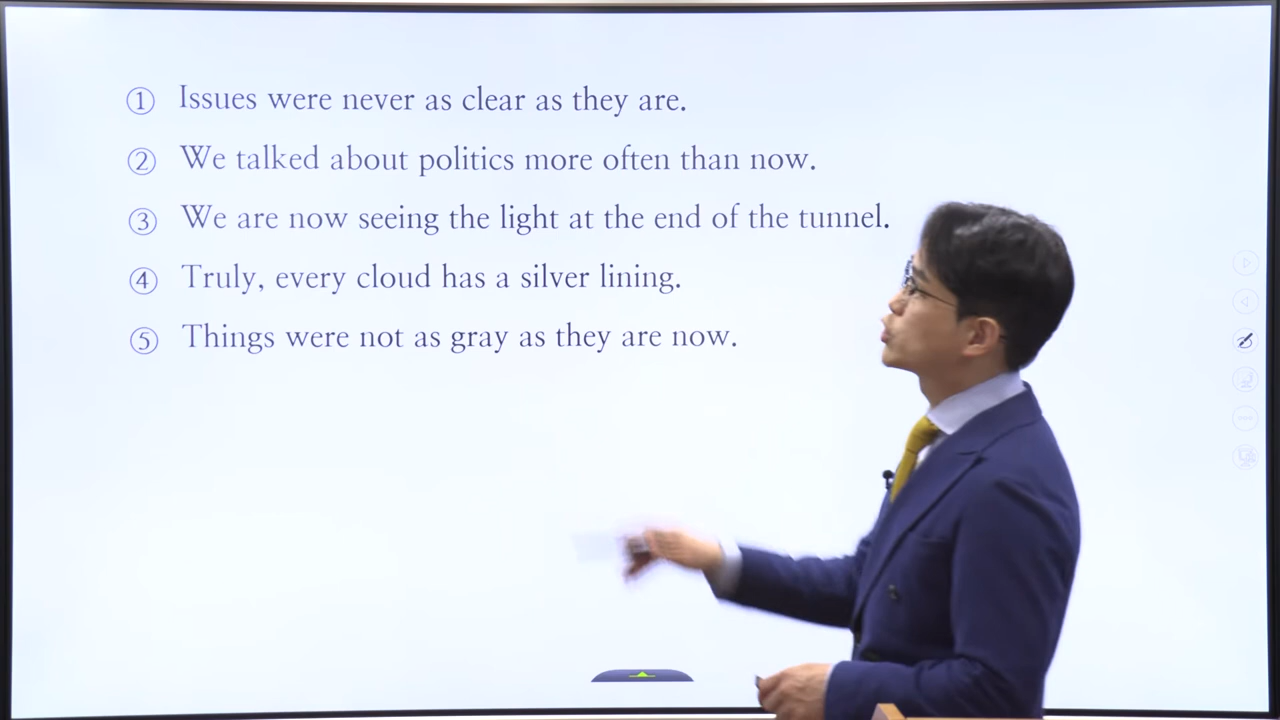 ① Issues were never as clear as they are.
② We talked about politics more often than now.
③ We are now seeing the light at the end of the tunnel.
④ Truly, every cloud has a silver lining.
⑤ Things were not as gray as they are now.